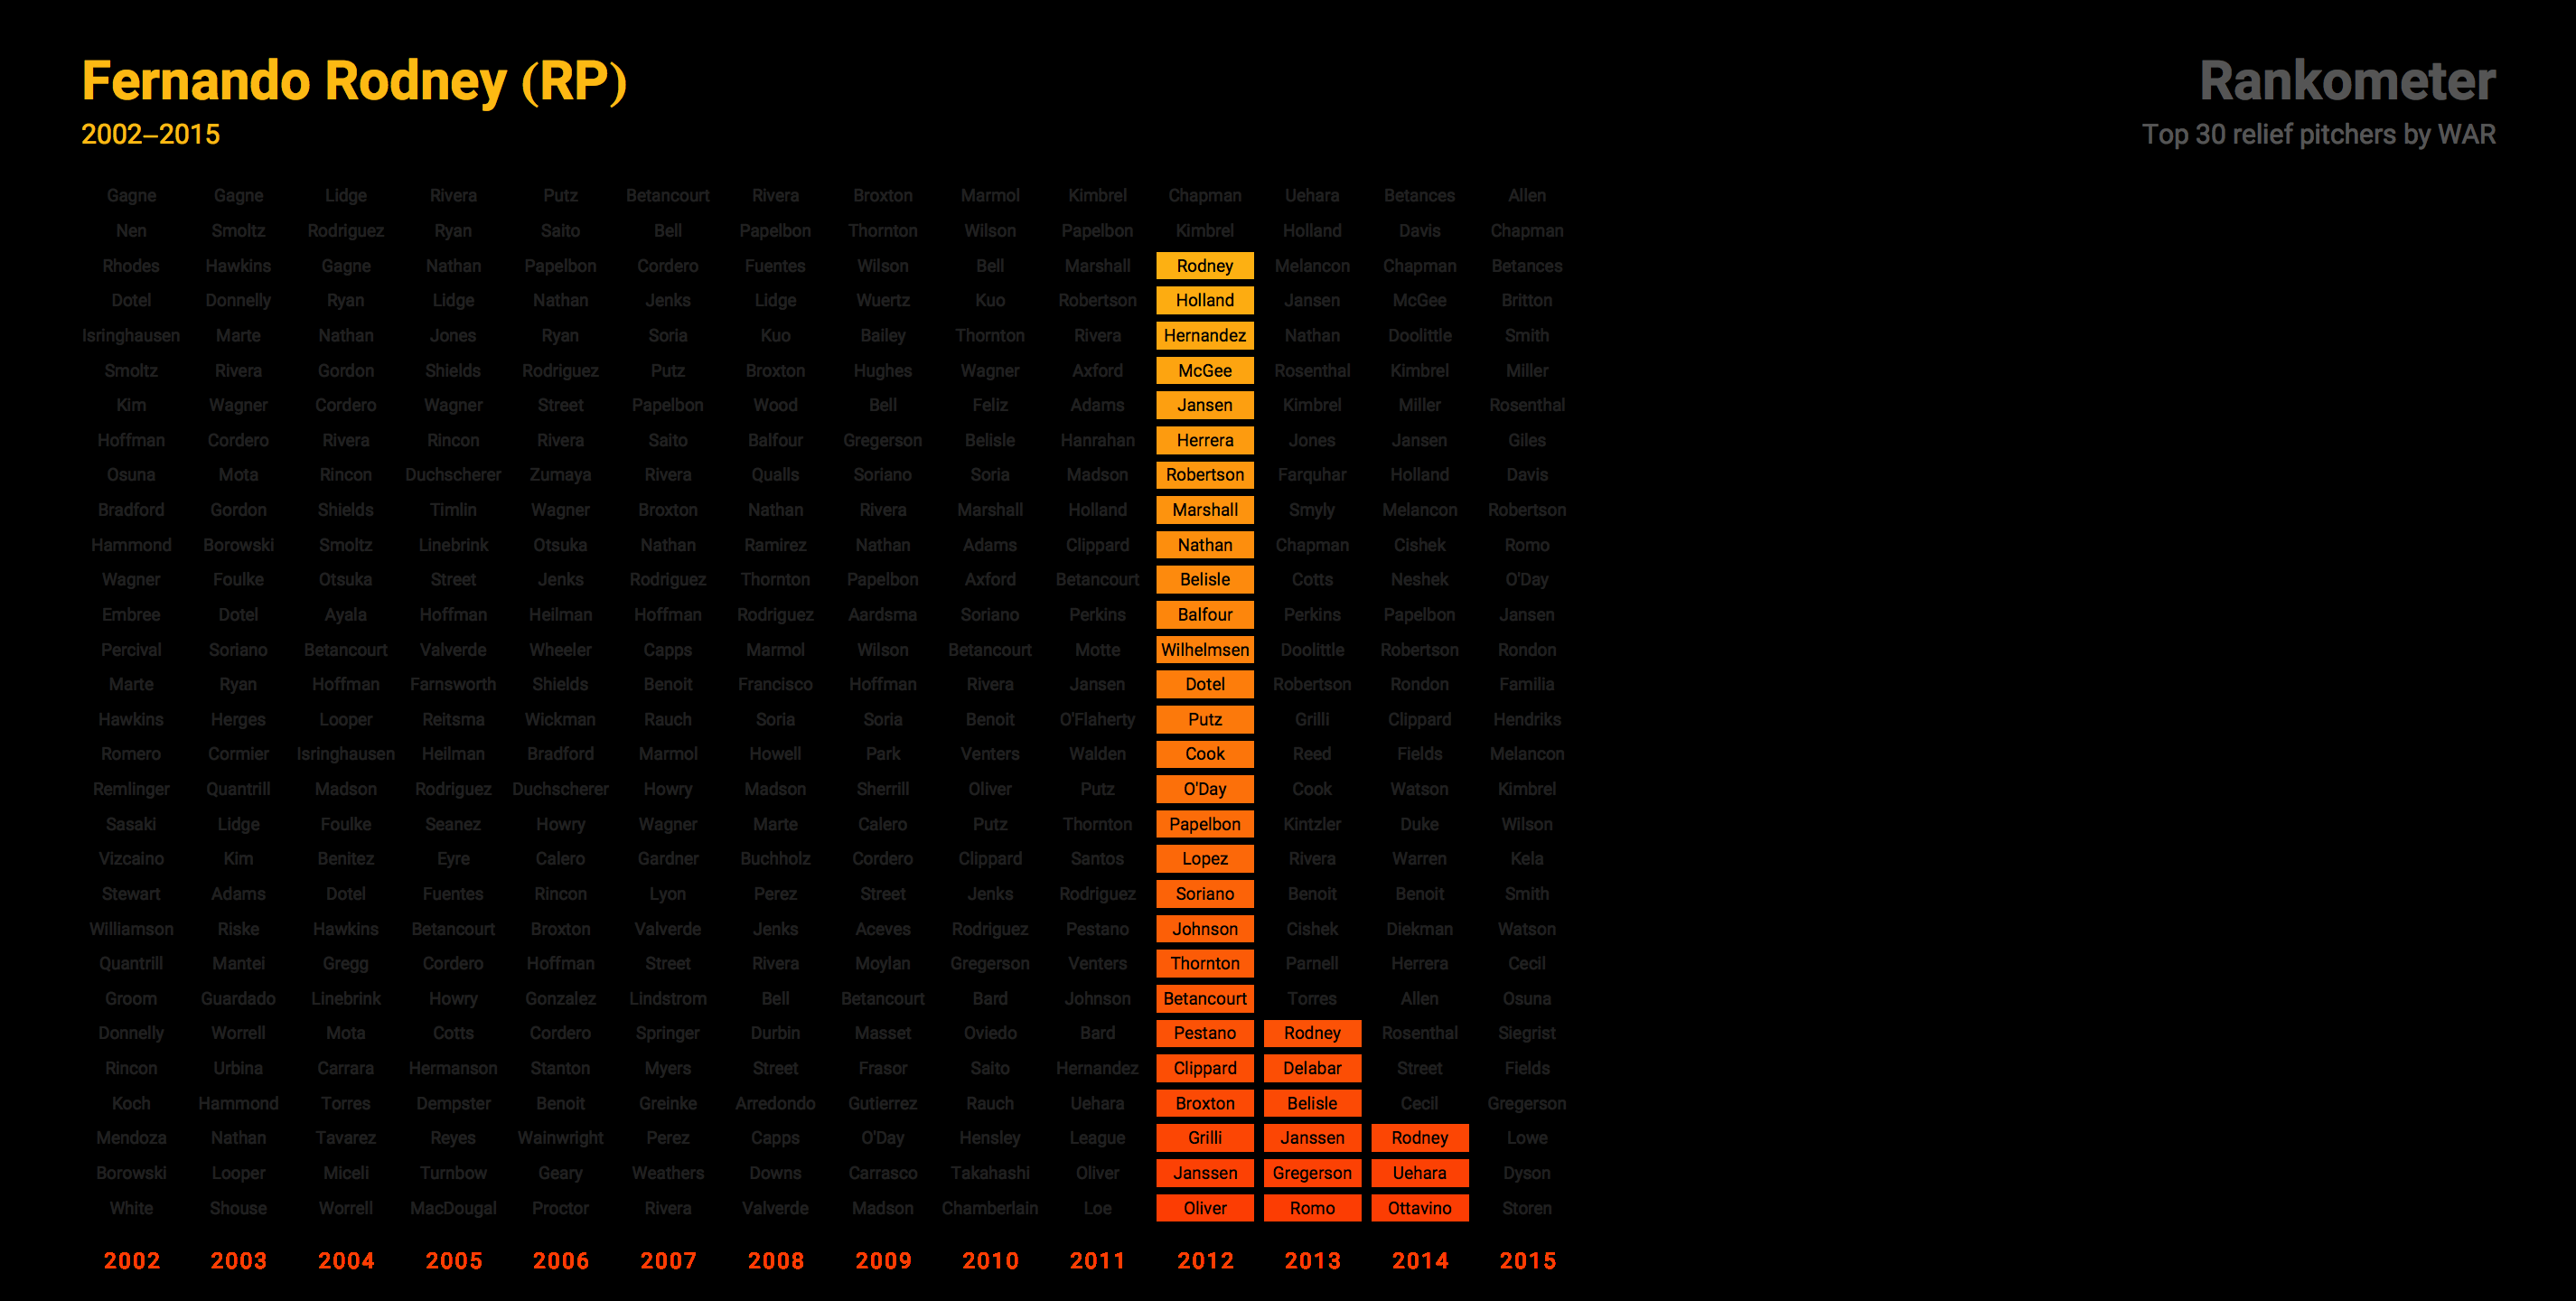 Fernando Rodney (RP)
2002–2015
Rankometer
Top 30 relief pitchers by WAR
Gagne Gagne Lidge Rivera Putz Betancourt Rivera Broxton Marmol Kimbrel Chapman Uehara Betances Allen
Nen Smoltz Rodriguez Ryan Saito Bell Papelbon Thornton Wilson Papelbon Kimbrel Holland Davis Chapman
Rhodes Hawkins Gagne Nathan Papelbon Cordero Fuentes Wilson Bell Marshall Rodney Melancon Chapman Betances
Dotel Donnelly Ryan Lidge Nathan Jenks Lidge Wuertz Kuo Robertson Holland Jansen McGee Britton
Isringhausen Marte Nathan Jones Ryan Soria Kuo Bailey Thornton Rivera Hernandez Nathan Doolittle Smith
Smoltz Rivera Gordon Shields Rodriguez Putz Broxton Hughes Wagner Axford McGee Rosenthal Kimbrel Miller
Kim Wagner Cordero Wagner Street Papelbon Wood Bell Feliz Adams Jansen Kimbrel Miller Rosenthal
Hoffman Cordero Rivera Rincon Rivera Saito Balfour Gregerson Belisle Hanrahan Herrera Jones Jansen Giles
Osuna Mota Rincon Duchscherer Zumaya Rivera Qualls Soriano Soria Madson Robertson Farquhar Holland Davis
Bradford Gordon Shields Timlin Wagner Broxton Nathan Rivera Marshall Holland Marshall Smyly Melancon Robertson
Hammond Borowski Smoltz Linebrink Otsuka Nathan Ramirez Nathan Adams Clippard Nathan Chapman Cishek Romo
Wagner Foulke Otsuka Street Jenks Rodriguez Thornton Papelbon Axford Betancourt Belisle Cotts Neshek O'Day
Embree Dotel Ayala Hoffman Heilman Hoffman Rodriguez Aardsma Soriano Perkins Balfour Perkins Papelbon Jansen
Percival Soriano Betancourt Valverde Wheeler Capps Marmol Wilson Betancourt Motte Wilhelmsen Doolittle Robertson Rondon
Marte Ryan Hoffman Farnsworth Shields Benoit Francisco Hoffman Rivera Jansen Dotel Robertson Rondon Familia
Hawkins Herges Looper Reitsma Wickman Rauch Soria Soria Benoit O'Flaherty Putz Grilli Clippard Hendriks
Romero Cormier Isringhausen Heilman Bradford Marmol Howell Park Venters Walden Cook Reed Fields Melancon
Remlinger Quantrill Madson Rodriguez Duchscherer Howry Madson Sherrill Oliver Putz O'Day Cook Watson Kimbrel
Sasaki Lidge Foulke Seanez Howry Wagner Marte Calero Putz Thornton Papelbon Kintzler Duke Wilson
Vizcaino Kim Benitez Eyre Calero Gardner Buchholz Cordero Clippard Santos Lopez Rivera Warren Kela
Stewart Adams Dotel Fuentes Rincon Lyon Perez Street Jenks Rodriguez Soriano Benoit Benoit Smith
Williamson Riske Hawkins Betancourt Broxton Valverde Jenks Aceves Rodriguez Pestano Johnson Cishek Diekman Watson
Quantrill Mantei Gregg Cordero Hoffman Street Rivera Moylan Gregerson Venters Thornton Parnell Herrera Cecil
Groom Guardado Linebrink Howry Gonzalez Lindstrom Bell Betancourt Bard Johnson Betancourt Torres Allen Osuna
Donnelly Worrell Mota Cotts Cordero Springer Durbin Masset Oviedo Bard Pestano Rodney Rosenthal Siegrist
Rincon Urbina Carrara Hermanson Stanton Myers Street Frasor Saito Hernandez Clippard Delabar Street Fields
Koch Hammond Torres Dempster Benoit Greinke Arredondo Gutierrez Rauch Uehara Broxton Belisle Cecil Gregerson
Mendoza Nathan Tavarez Reyes Wainwright Perez Capps O'Day Hensley League Grilli Janssen Rodney Lowe
Borowski Looper Miceli Turnbow Geary Weathers Downs Carrasco Takahashi Oliver Janssen Gregerson Uehara Dyson
White Shouse Worrell MacDougal Proctor Rivera Valverde Madson Chamberlain Loe Oliver Romo Ottavino Storen
2002 2003 2004 2005 2006 2007 2008 2009 2010 2011 2012 2013 2014 2015